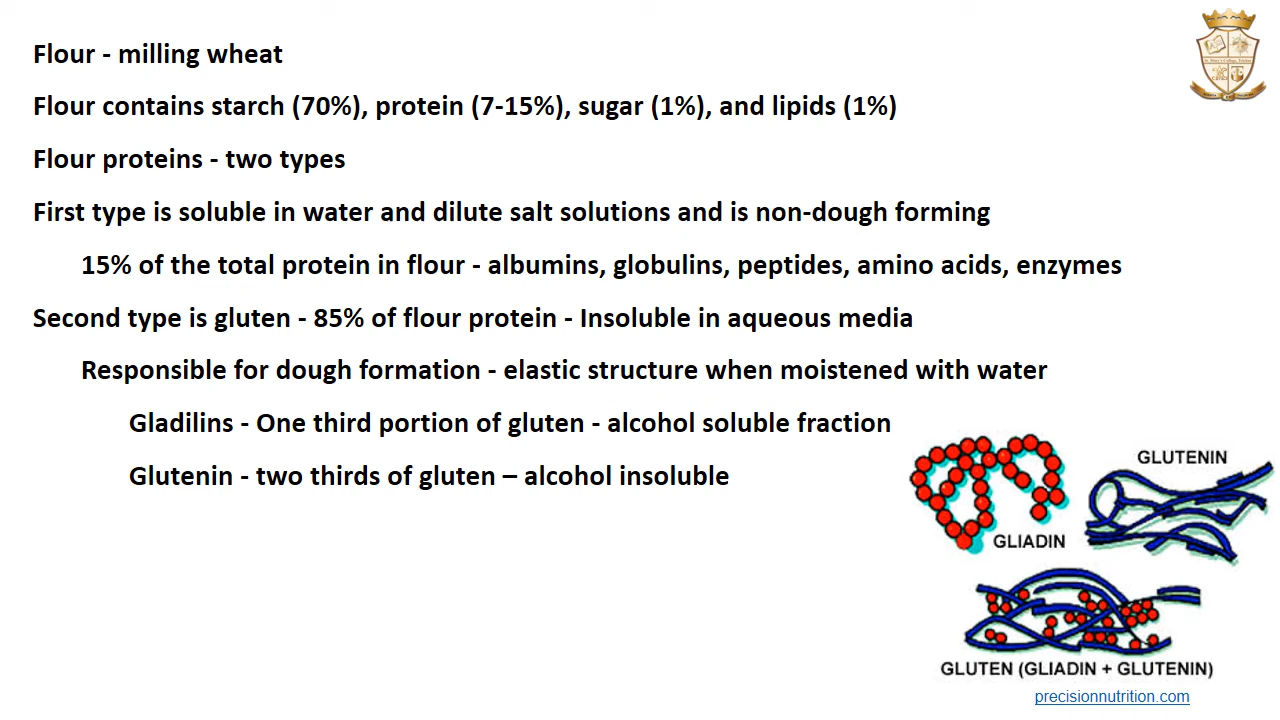 Flour - milling wheat
Flour contains starch (70%), protein (7-15%), sugar (1%), and lipids (1%)
Flour proteins - two types
First type is soluble in water and dilute salt solutions and is non-dough forming
15% of the total protein in flour - albumins, globulins, peptides, amino acids, enzymes
Second type is gluten - 85% of flour protein - Insoluble in aqueous media
Responsible for dough formation - elastic structure when moistened with water
Gladilins - One third portion of gluten - alcohol soluble fraction
Glutenin - two thirds of gluten – alcohol insoluble
GLUTENIN
GLIADIN
GLUTEN (GLIADIN + GLUTENIN)
precisionnutrition.com